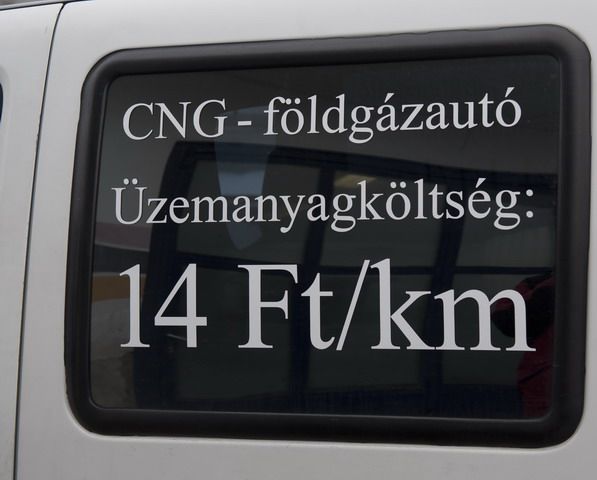 CNG - földgázautó
Üzemanyagköltség:
14 Ft/km